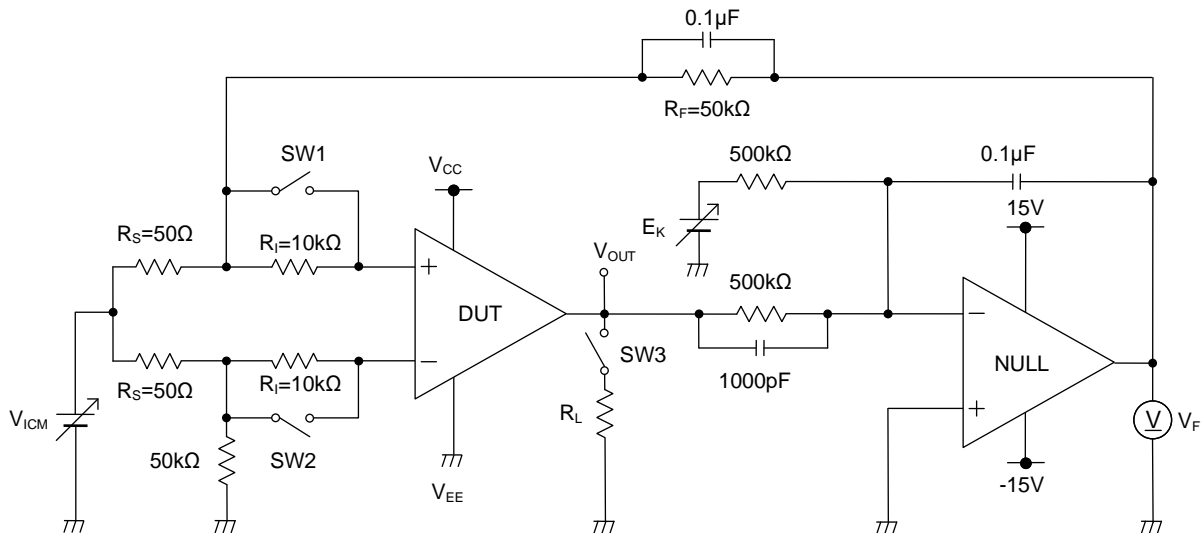 0.1µF
RF=50kΩ
SW1
VCC
500kΩ
0.1µF
15V
EK
RS=50Ω
RI=10kΩ
VOUT
+
DUT
500kΩ
−
NULL
SW3
−
RS=50Ω
RI=10kΩ
1000pF
+
VICM
RL
V
VF
50kΩ
SW2
VEE
-15V